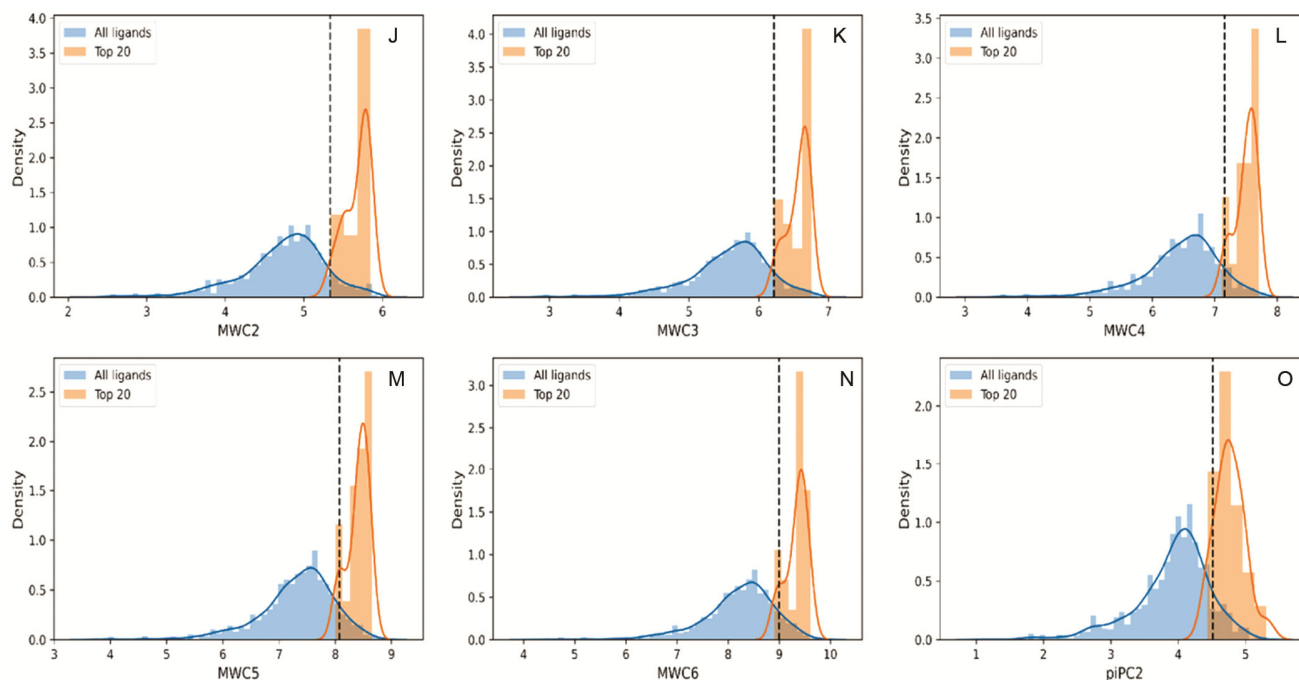 4.0
3.5
3.0
2.5
2.0
1.5
1.0
0.5
0.0
Density
All ligands
Top 20
J
2 3 4 5 6
MWC2
4.0
3.5
3.0
2.5
2.0
1.5
1.0
0.5
0.0
Density
All ligands
Top 20
K
3 4 5 6 7
MWC3
3.5
3.0
2.5
2.0
1.5
1.0
0.5
0.0
Density
All ligands
Top 20
L
3 4 5 6 7 8
MWC4
2.5
2.0
1.5
1.0
0.5
0.0
Density
All ligands
Top 20
M
3 4 5 6 7 8 9
MWC5
3.0
2.5
2.0
1.5
1.0
0.5
0.0
Density
All ligands
Top 20
N
4 5 6 7 8 9 10
MWC6
2.0
1.5
1.0
0.5
0.0
Density
All ligands
Top 20
O
1 2 3 4 5
piPC2